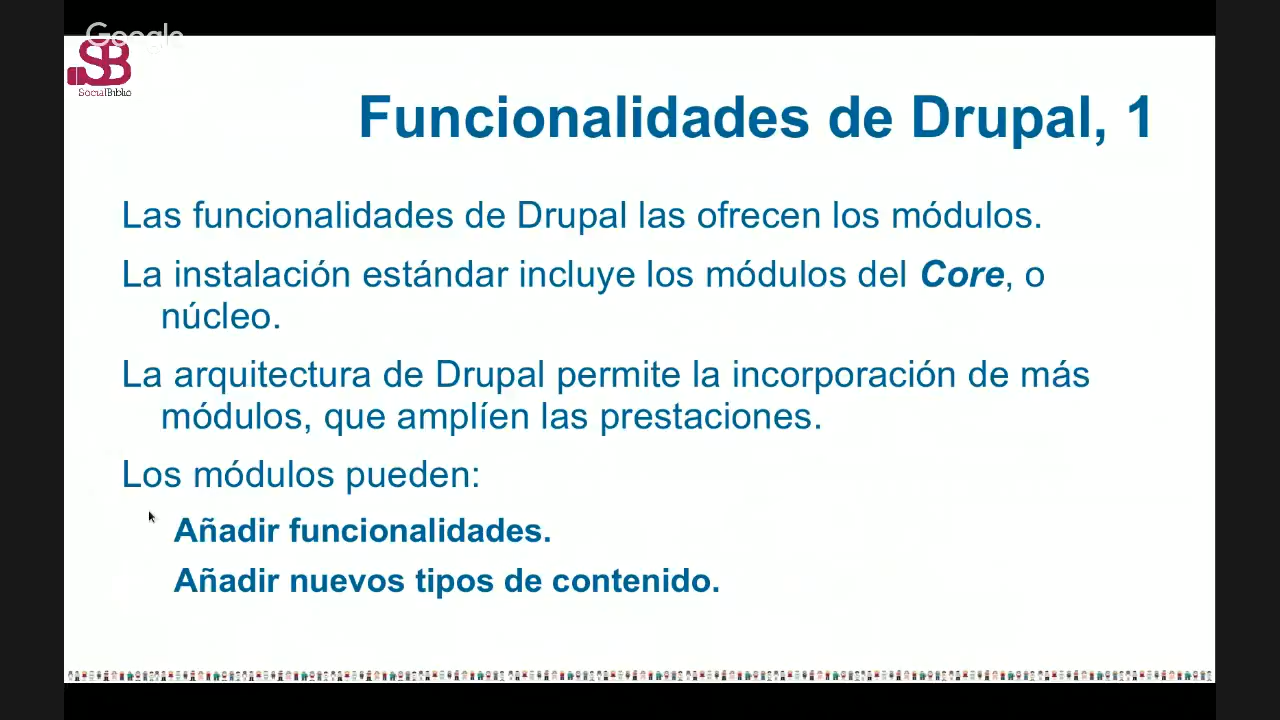 Google
SB
SocialBiblio
Funcionalidades de Drupal, 1
Las funcionalidades de Drupal las ofrecen los módulos.
La instalación estándar incluye los módulos del Core, o
núcleo.
La arquitectura de Drupal permite la incorporación de más
módulos, que amplíen las prestaciones.
Los módulos pueden:
Añadir funcionalidades.
Añadir nuevos tipos de contenido.